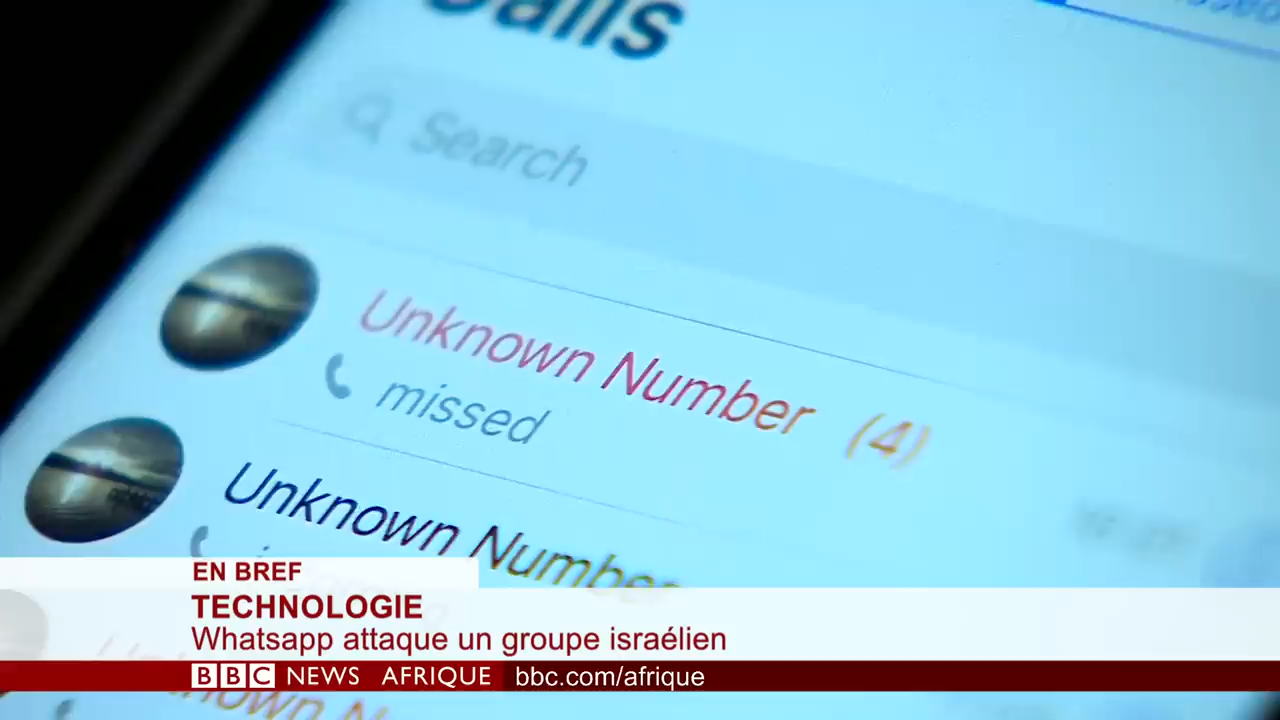 Calls
Search
Unknown Number (4)
missed
Unknown Number
EN BREF
TECHNOLOGIE
Whatsapp attaque un groupe israélien
BBC NEWS AFRIQUE bbc.com/afrique